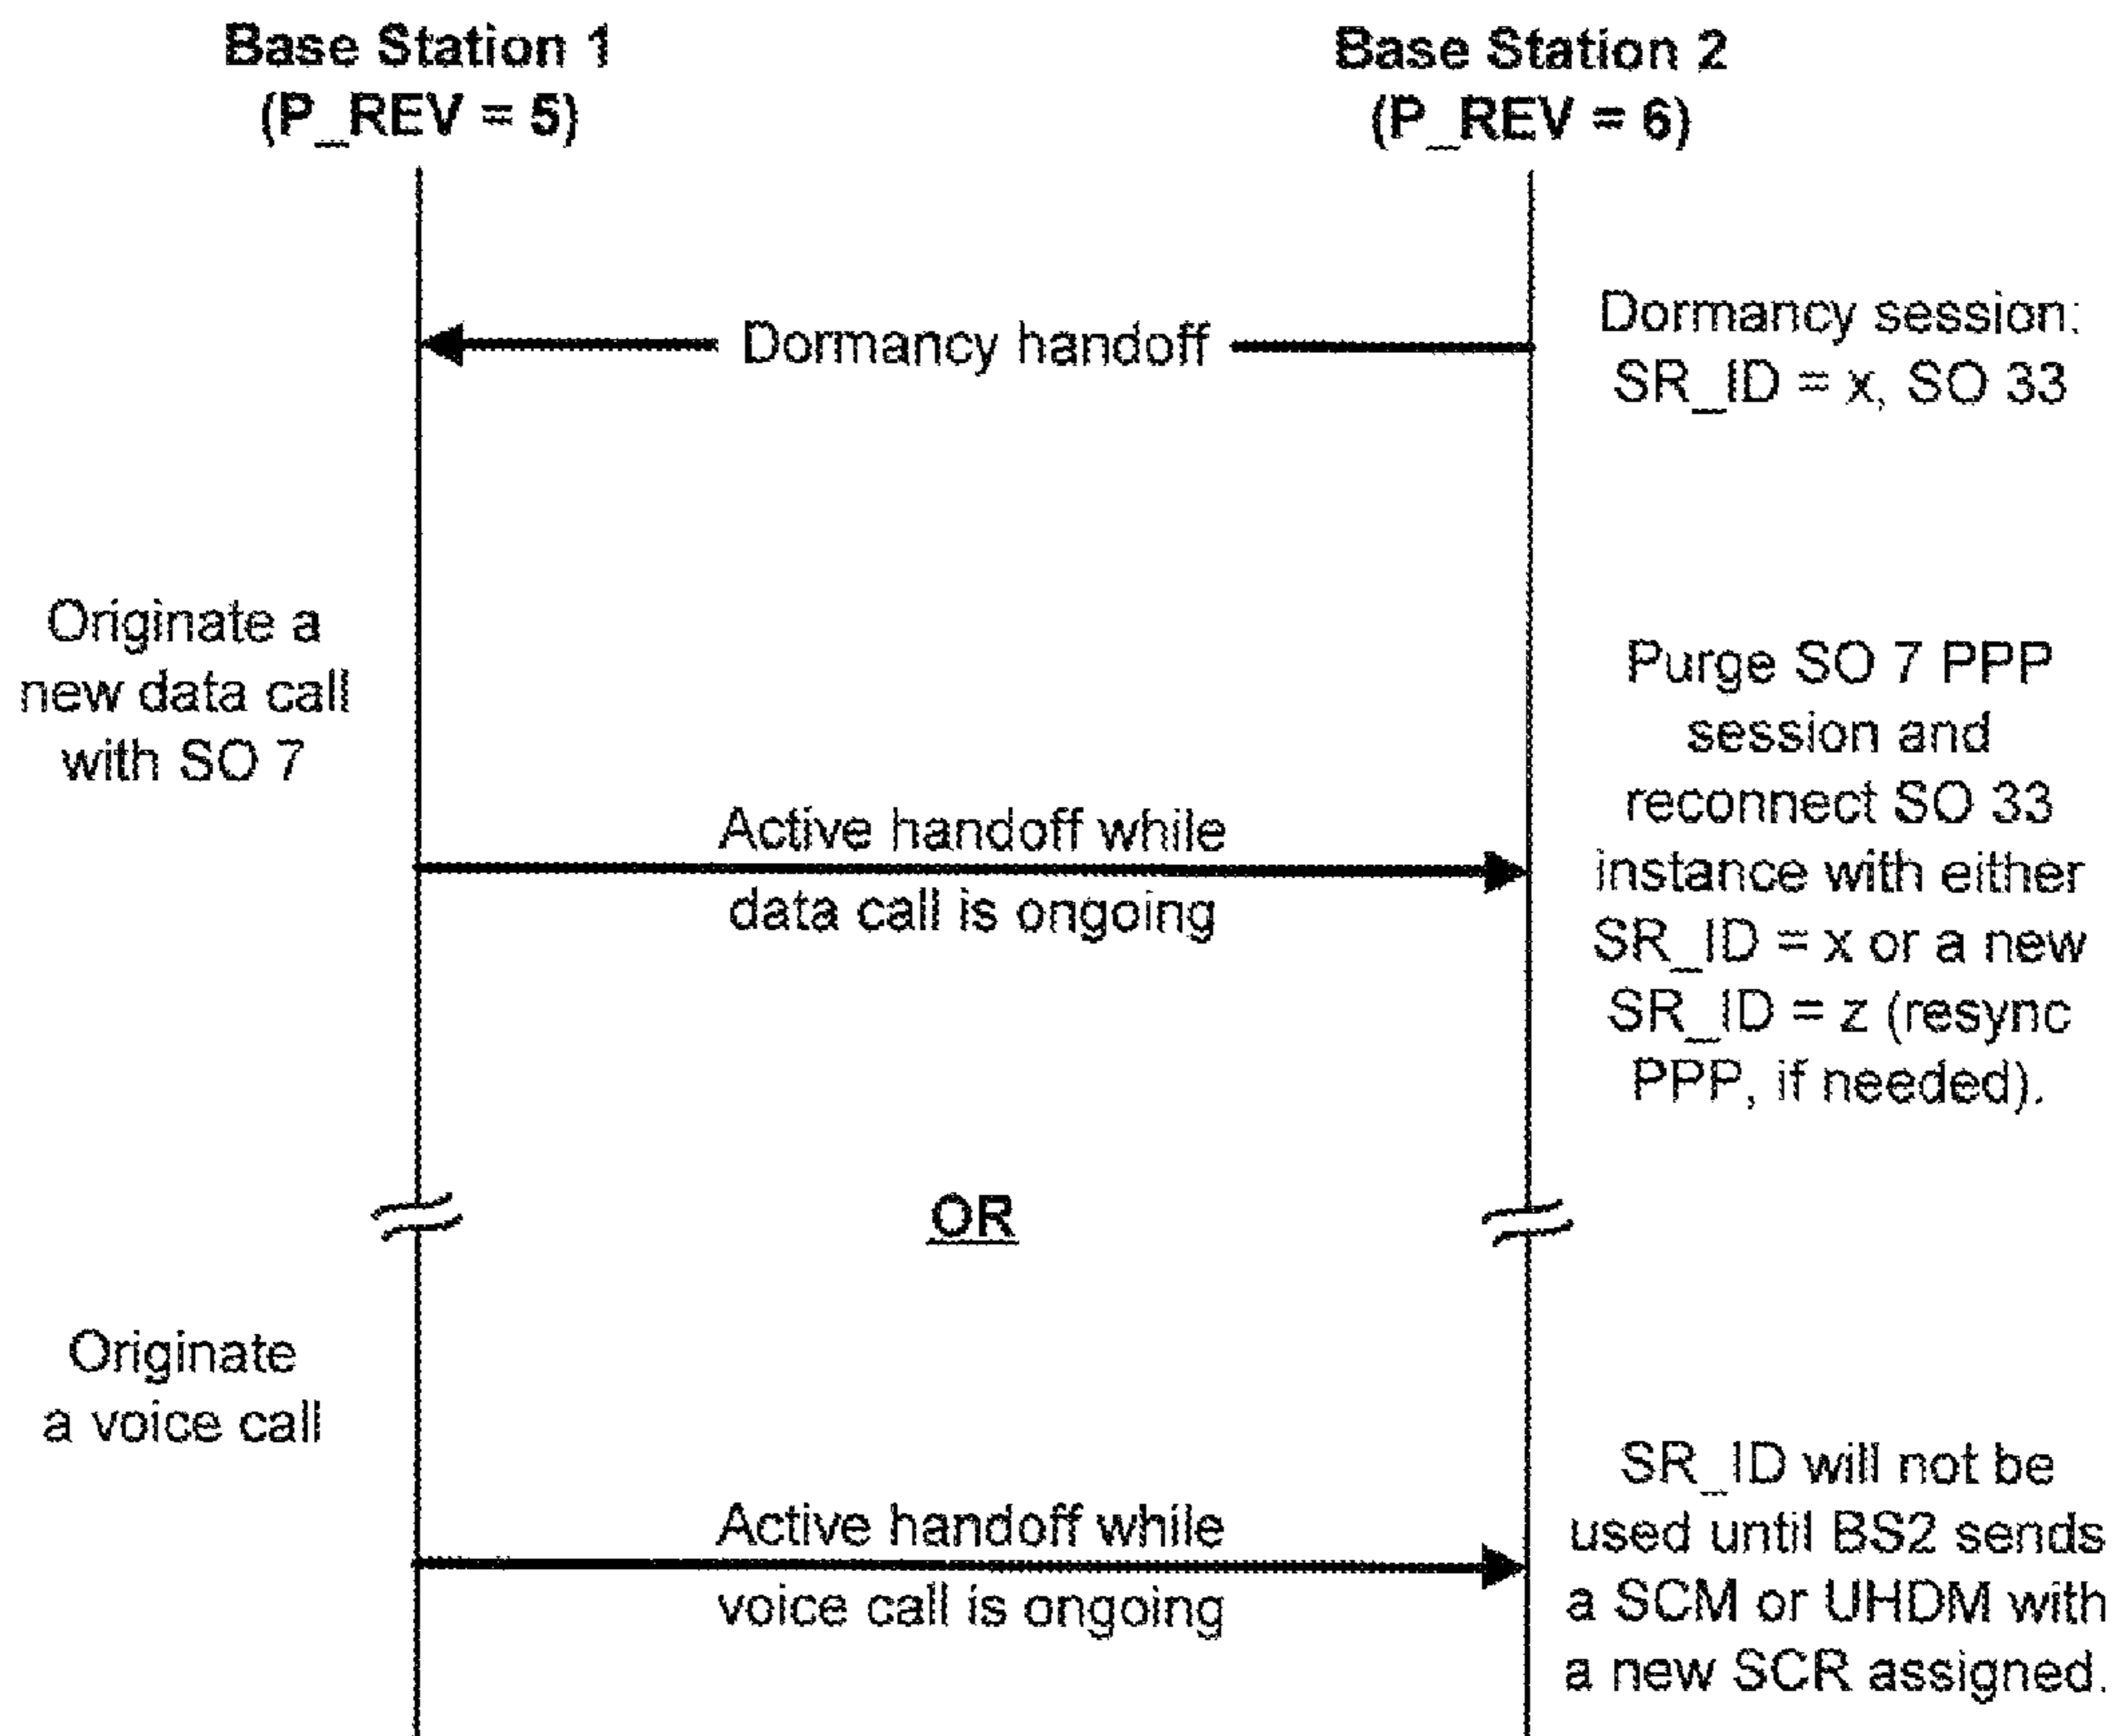 Base Station 1
(P_REV = 5)
Base Station 2
(P_REV = 6)
Dormancy handoff
Dormancy session:
SR_ID = x, SO 33
Originate a
new data call
with SO 7
Active handoff while
data call is ongoing
Purge SO 7 PPP
session and
reconnect SO 33
instance with either
SR_ID = x or a new
SR_ID = z (resync
PPP, if needed).
OR
Originate
a voice call
Active handoff while
voice call is ongoing
SR_ID will not be
used until BS2 sends
a SCM or UHDM with
a new SCR assigned.